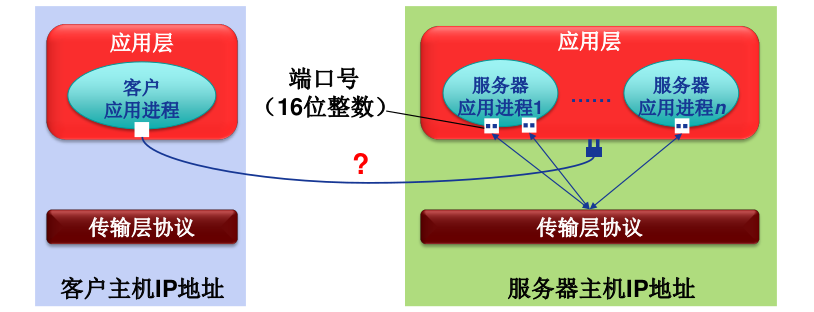 应用层
客户
应用进程
端口号
（16位整数）
?
应用层
服务器
应用进程1
……
服务器
应用进程n
传输层协议
传输层协议
客户主机IP地址
服务器主机IP地址